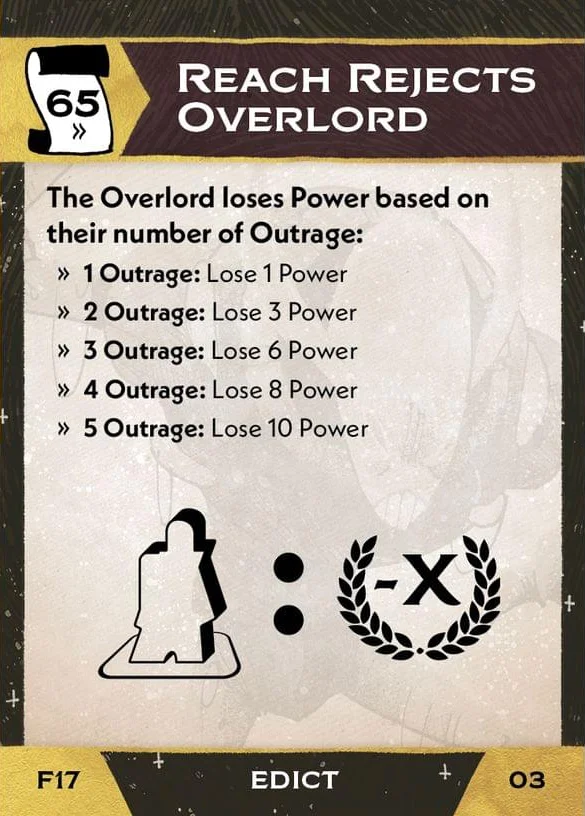 65
»
REACH REJECTS
OVERLORD
The Overlord loses Power based on
their number of Outrage:
» 1 Outrage: Lose 1 Power
» 2 Outrage: Lose 3 Power
» 3 Outrage: Lose 6 Power
» 4 Outrage: Lose 8 Power
» 5 Outrage: Lose 10 Power
: -X
F17 EDICT 03